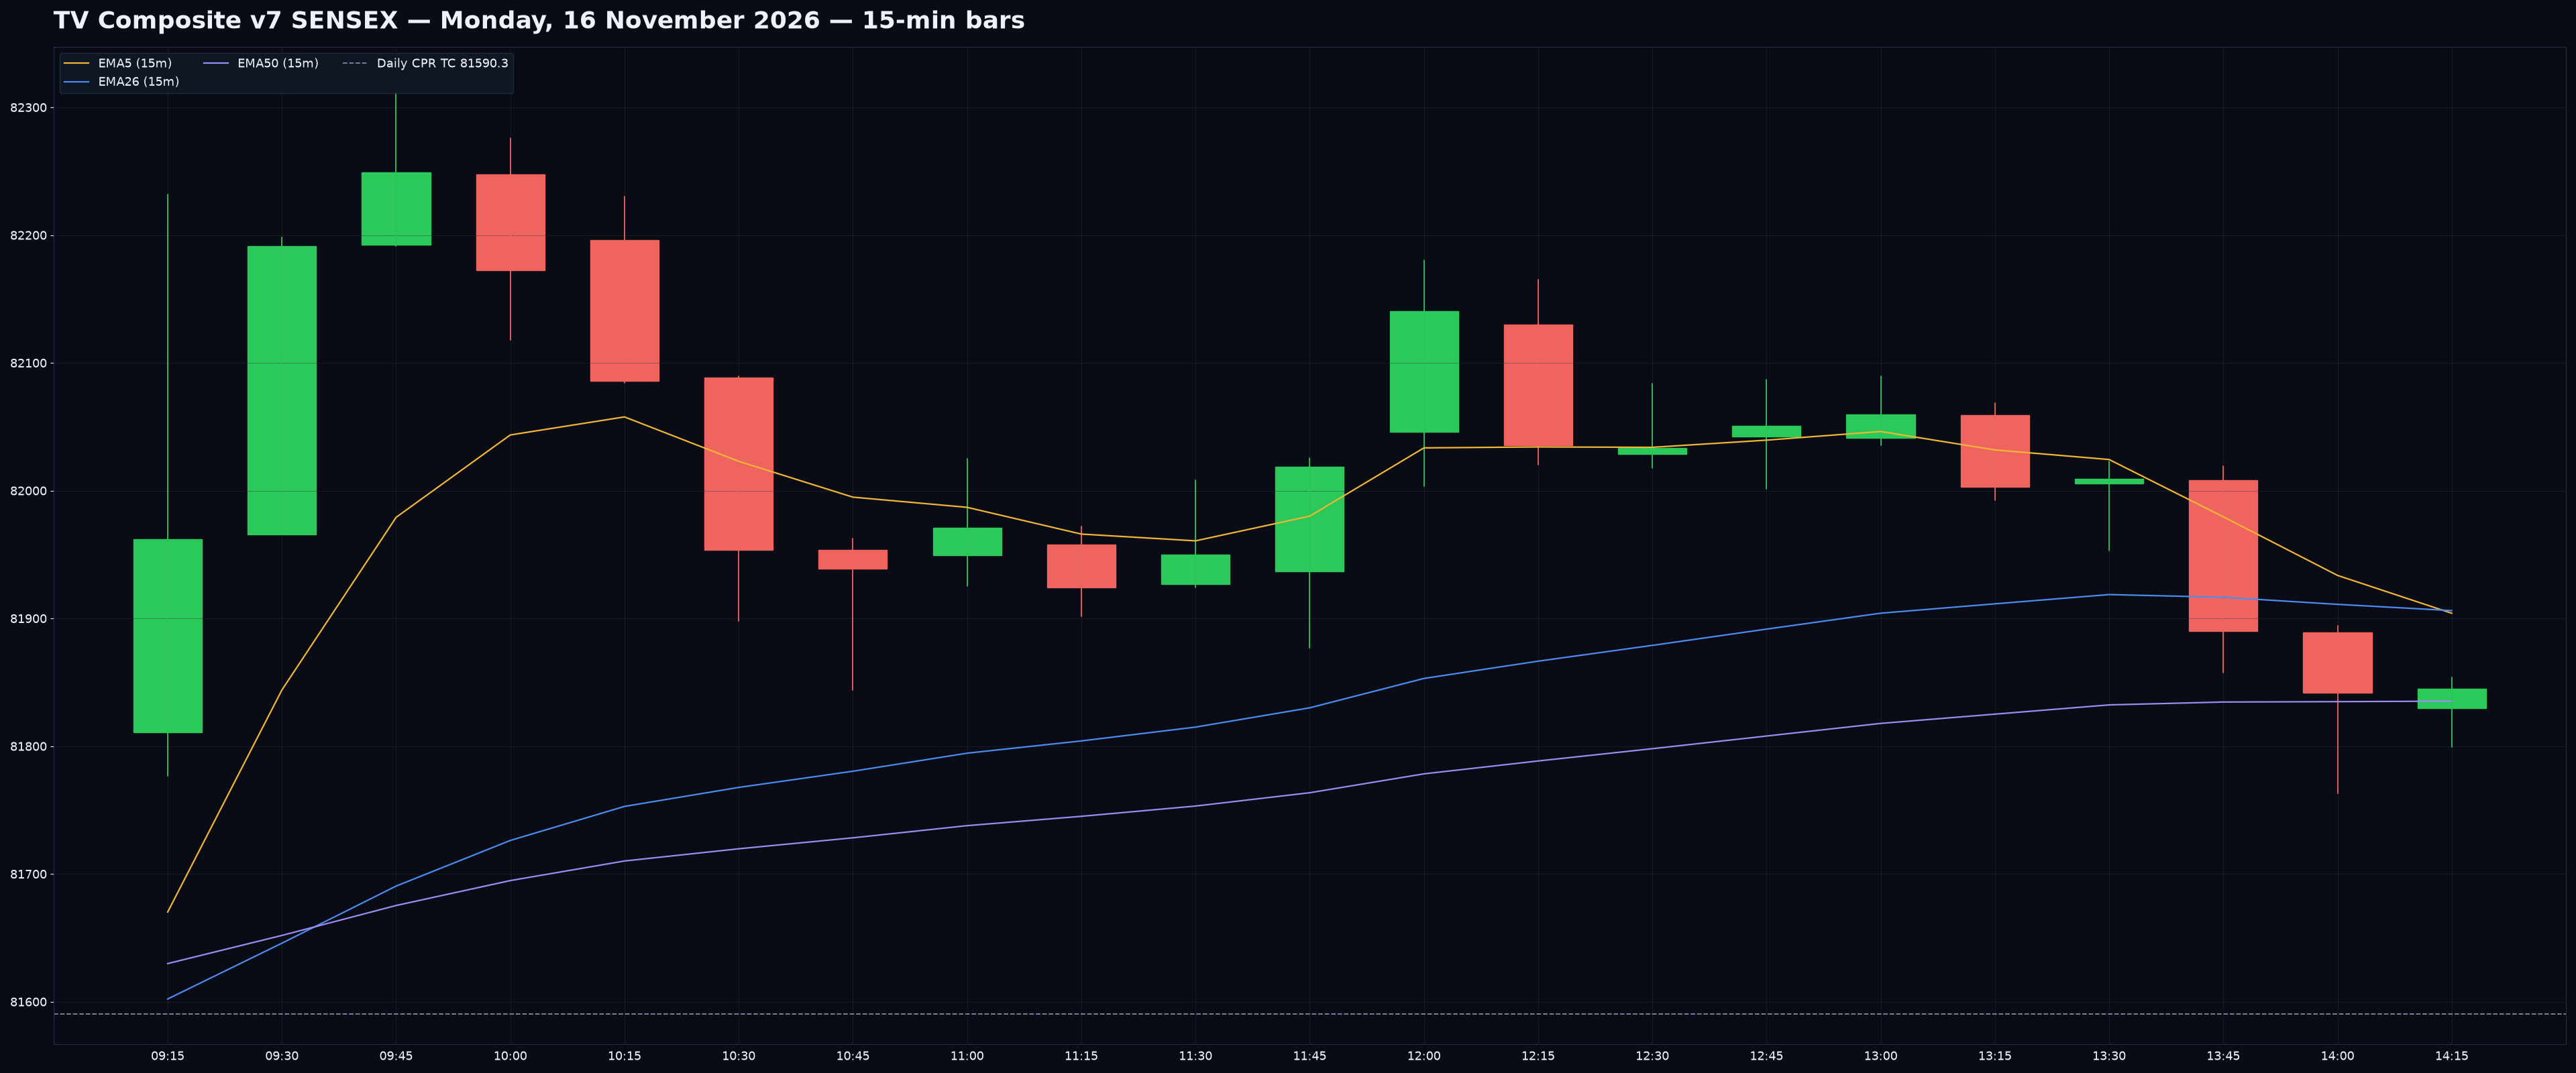 TV Composite v7 SENSEX — Monday, 16 November 2026 — 15-min bars
EMA5 (15m) EMA50 (15m) Daily CPR TC 81590.3
EMA26 (15m)
82300
82200
82100
82000
81900
81800
81700
81600
09:15 09:30 09:45 10:00 10:15 10:30 10:45 11:00 11:15 11:30 11:45 12:00 12:15 12:30 12:45 13:00 13:15 13:30 13:45 14:00 14:15